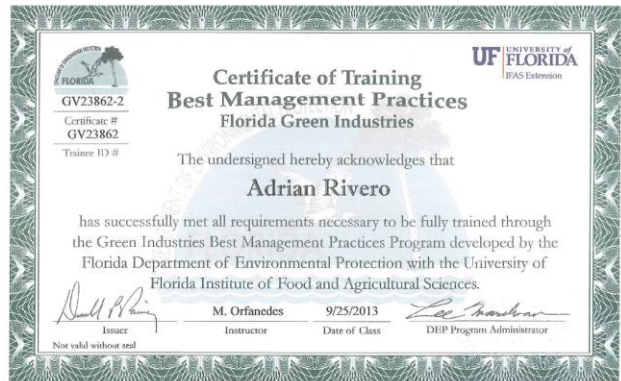 FLORIDA
UF UNIVERSITY of
FLORIDA
IFAS Extension
GV23862-2
Certificate #
GV23862
Trainee ID #
Certificate of Training
Best Management Practices
Florida Green Industries
The undersigned hereby acknowledges that
Adrian Rivero
has successfully met all requirements necessary to be fully trained through
the Green Industries Best Management Practices Program developed by the
Florida Department of Environmental Protection with the University of
Florida Institute of Food and Agricultural Sciences.
M. Orfanedes 9/25/2013
Issuer Instructor Date of Class DEP Program Administrator
Not valid without seal